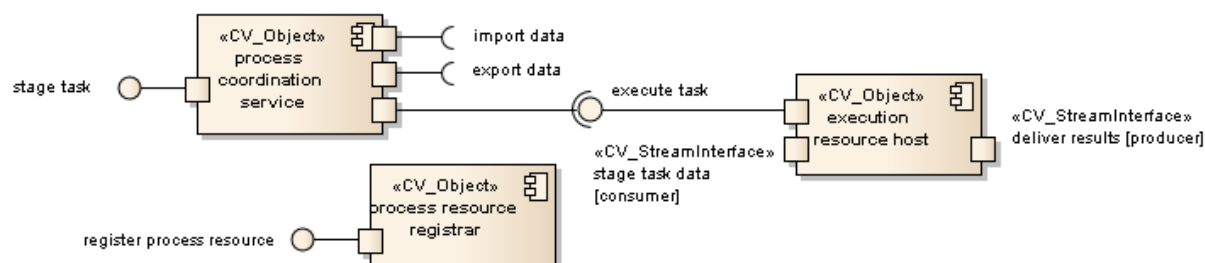 «CV_Object»
process
coordination
service
import data
export data
stage task
execute task
«CV_Object»
execution
resource host
«CV_StreamInterface»
deliver results [producer]
«CV_StreamInterface»
stage task data
[consumer]
«CV_Object»
process resource
registrar
register process resource